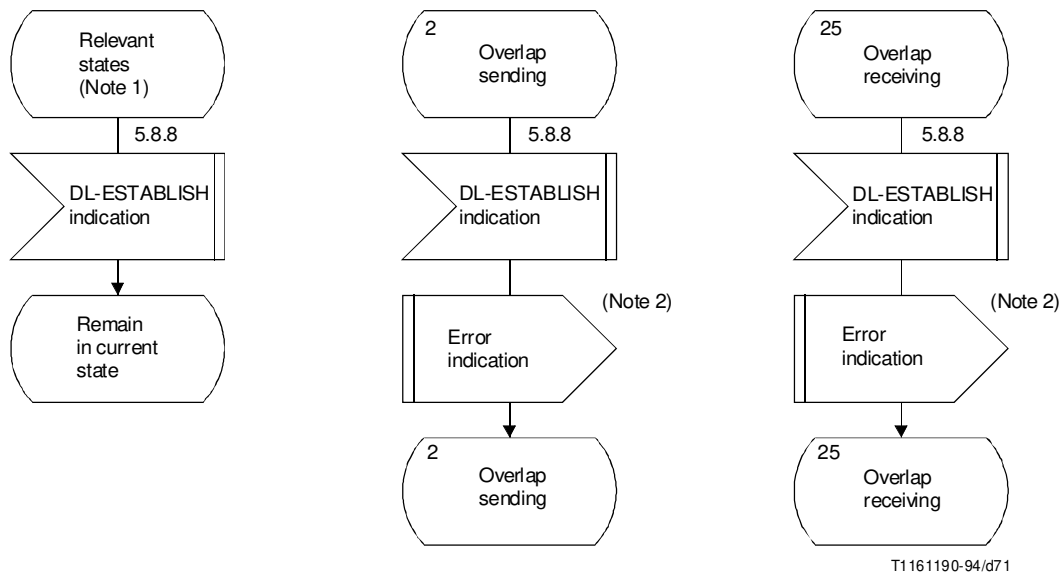 Relevant
states
(Note 1)
5.8.8
DL-ESTABLISH
indication
Remain
in current
state
2
Overlap
sending
5.8.8
DL-ESTABLISH
indication
(Note 2)
Error
indication
2
Overlap
sending
25
Overlap
receiving
5.8.8
DL-ESTABLISH
indication
(Note 2)
Error
indication
25
Overlap
receiving
T1161190-94/d71